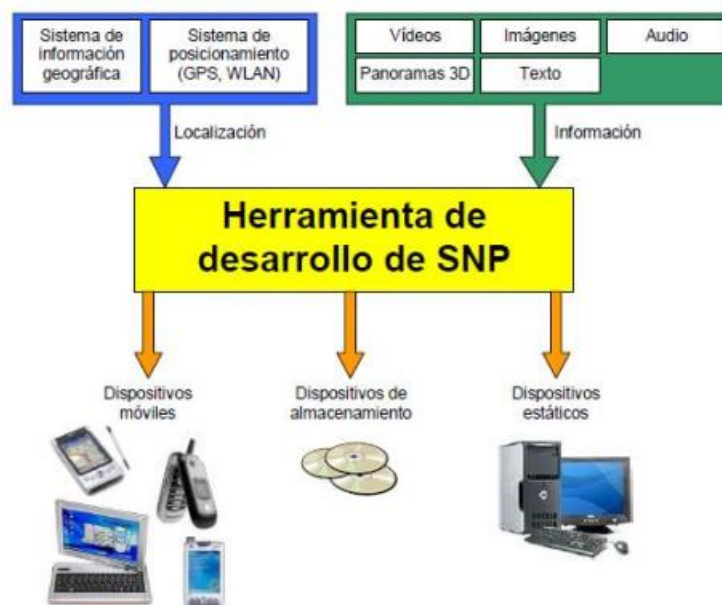 Sistema de
información
geográfica
Sistema de
posicionamiento
(GPS, WLAN)
Vídeos
Imágenes
Audio
Panoramas 3D
Texto
Localización
Información
Herramienta de
desarrollo de SNP
Dispositivos
móviles
Dispositivos de
almacenamiento
Dispositivos
estáticos